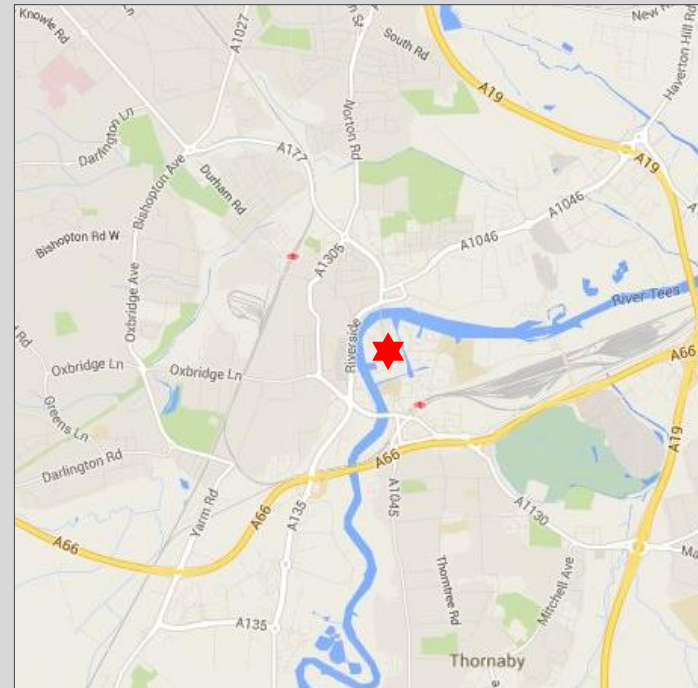 Knowle Rd
A1027
South Rd
A19
Haverton Hill Rd
Norton Rd
Darlington Ln
A177
A19
Bishopton Ave
Durham Rd
A1046
Bishopton Rd W
A1046
A1305
Oxbridge Ave
River Tees
Riverside
A66
Oxbridge Ln
Oxbridge Ln
Greens Ln
A19
Darlington Rd
A66
A1045
Yarm Rd
A135
A1130
A66
A66
Thorntree Rd
Mitchell Ave
A135
Thornaby